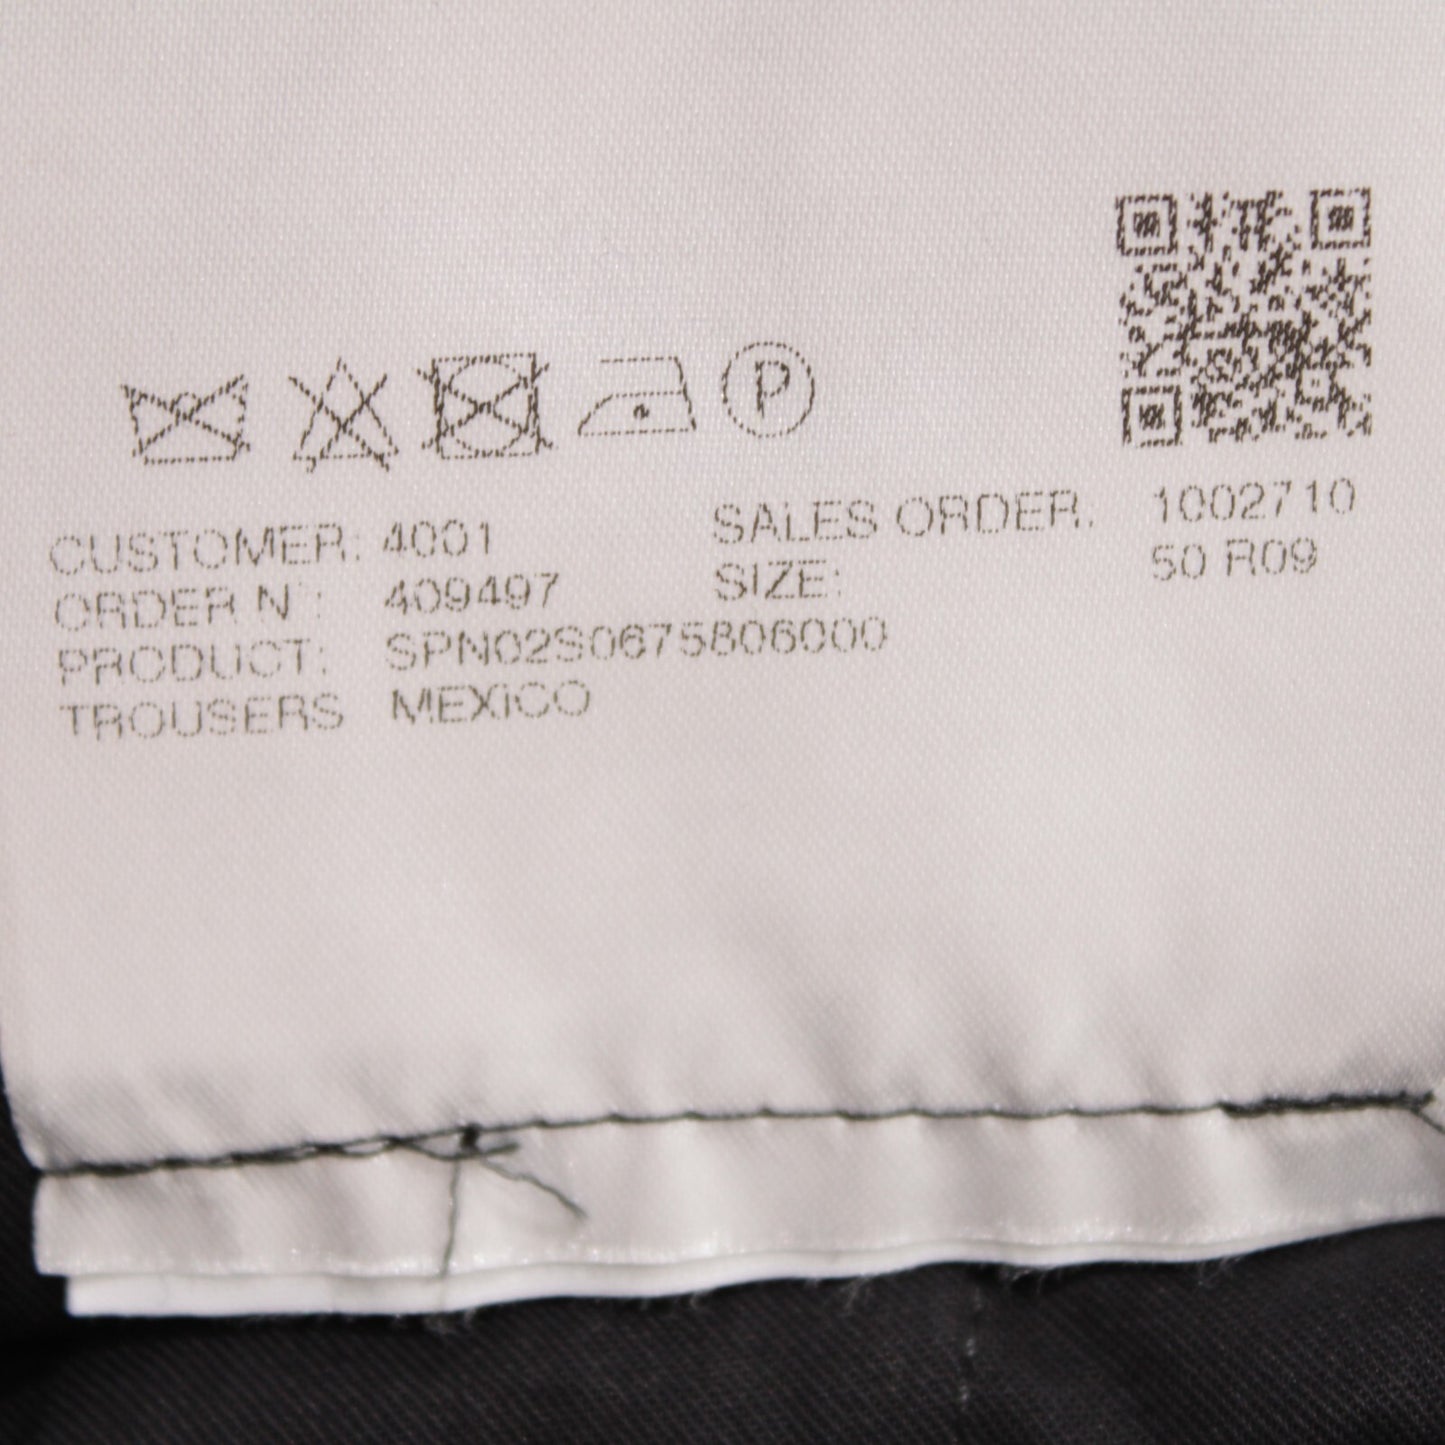 P
CUSTOMER: 4001 SALES ORDER. 1002710
ORDER N : 409497 SIZE: 50 R09
PRODUCT: SPN02S0675806000
TROUSERS MEXICO